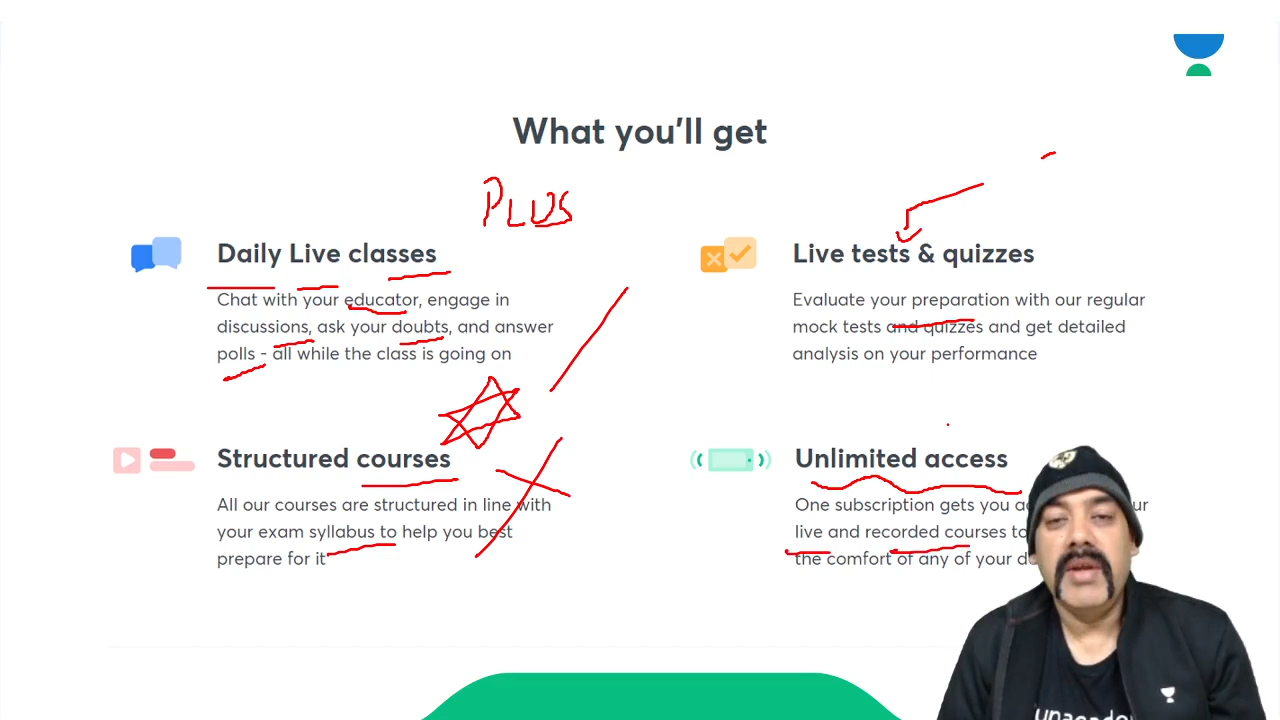 What you'll get
PLUS
Daily Live classes
Chat with your educator, engage in
discussions, ask your doubts, and answer
polls - all while the class is going on
Live tests & quizzes
Evaluate your preparation with our regular
mock tests and quizzes and get detailed
analysis on your performance
Structured courses
All our courses are structured in line with
your exam syllabus to help you best
prepare for it
Unlimited access
One subscription gets you
live and recorded courses to
the comfort of any of your